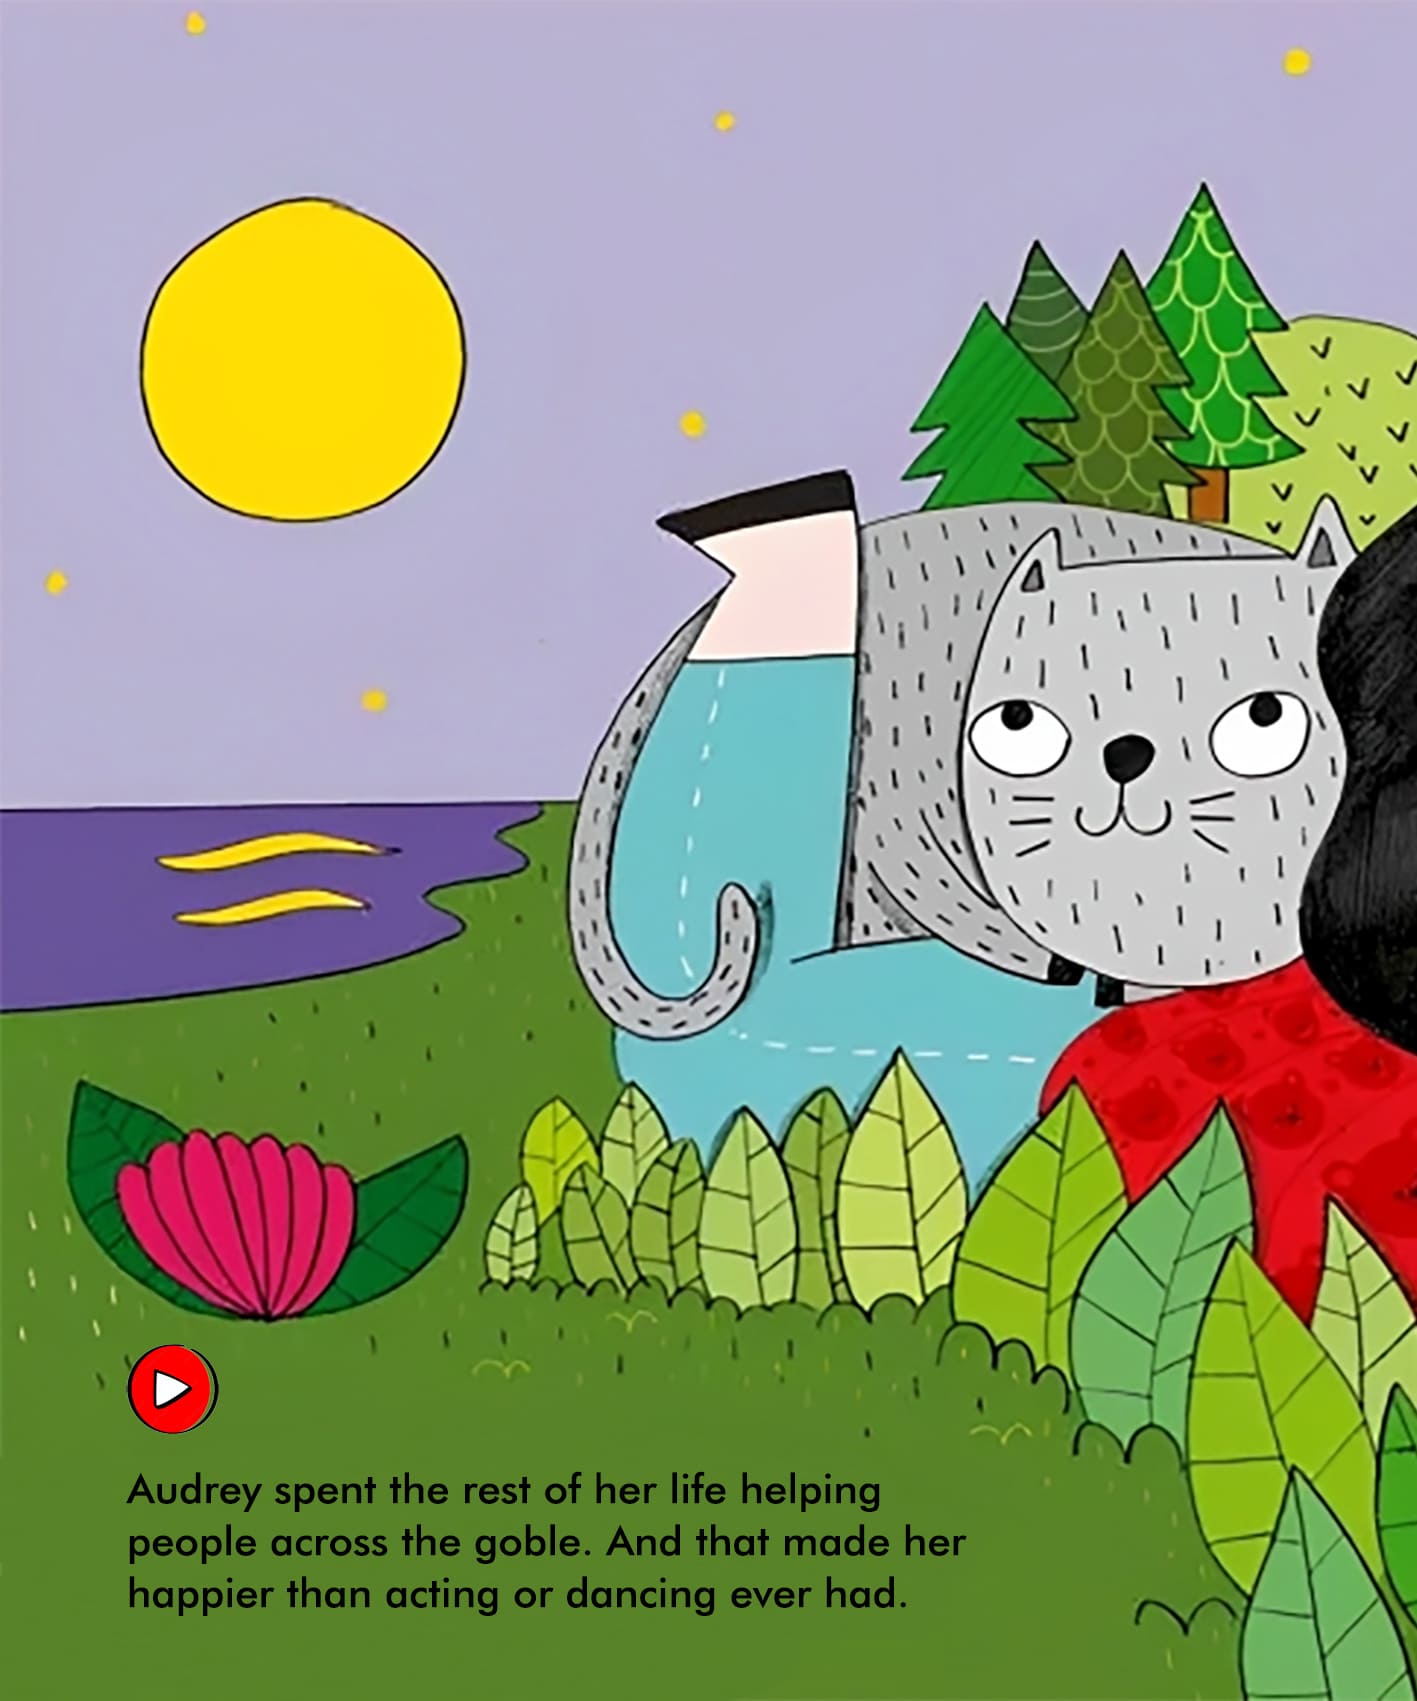 Audrey spent the rest of her life helping
people across the goble. And that made her
happier than acting or dancing ever had.